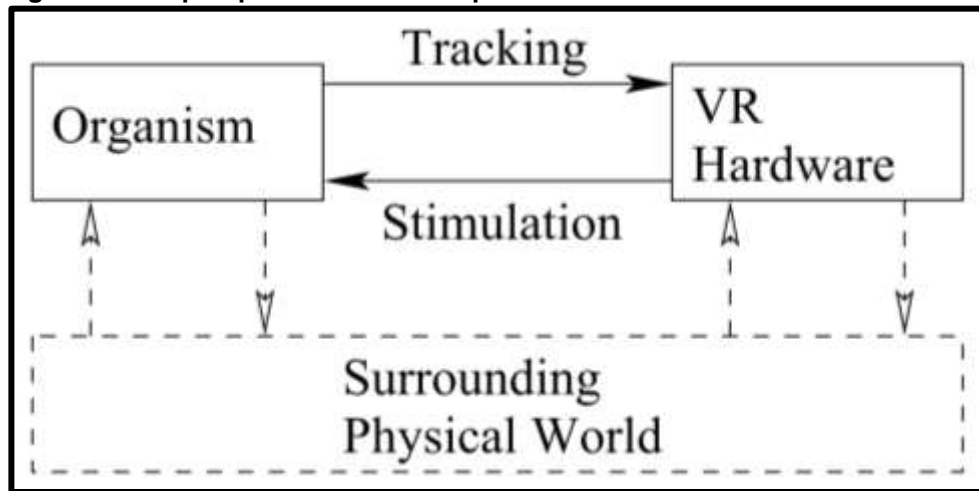 Tracking
Organism
VR
Hardware
Stimulation
Surrounding
Physical World